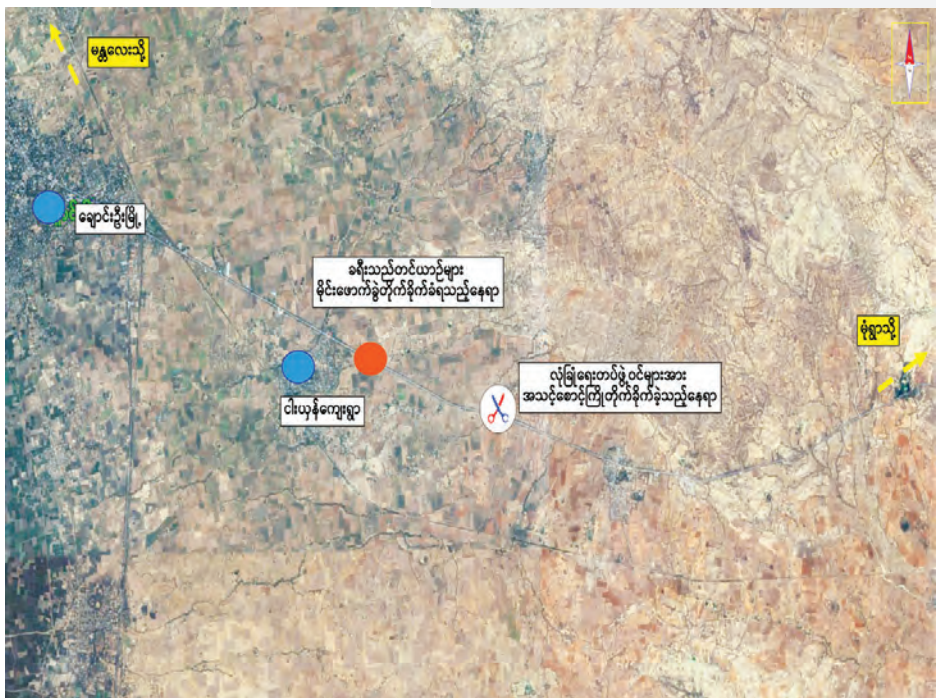 မန္တလေးသို့
ချောင်းဦးမြို့
ခရီးသည်တင်ယာဉ်များ
မိုင်းဖောက်ခွဲတိုက်ခိုက်ခံရသည့်နေရာ
မုံရွာသို့
ငါးယှန်ကျေးရွာ
လုံခြုံရေးတပ်ဖွဲ့ဝင်များအား
အသင့်စောင့်ကြိုတိုက်ခိုက်ခဲ့သည့်နေရာ